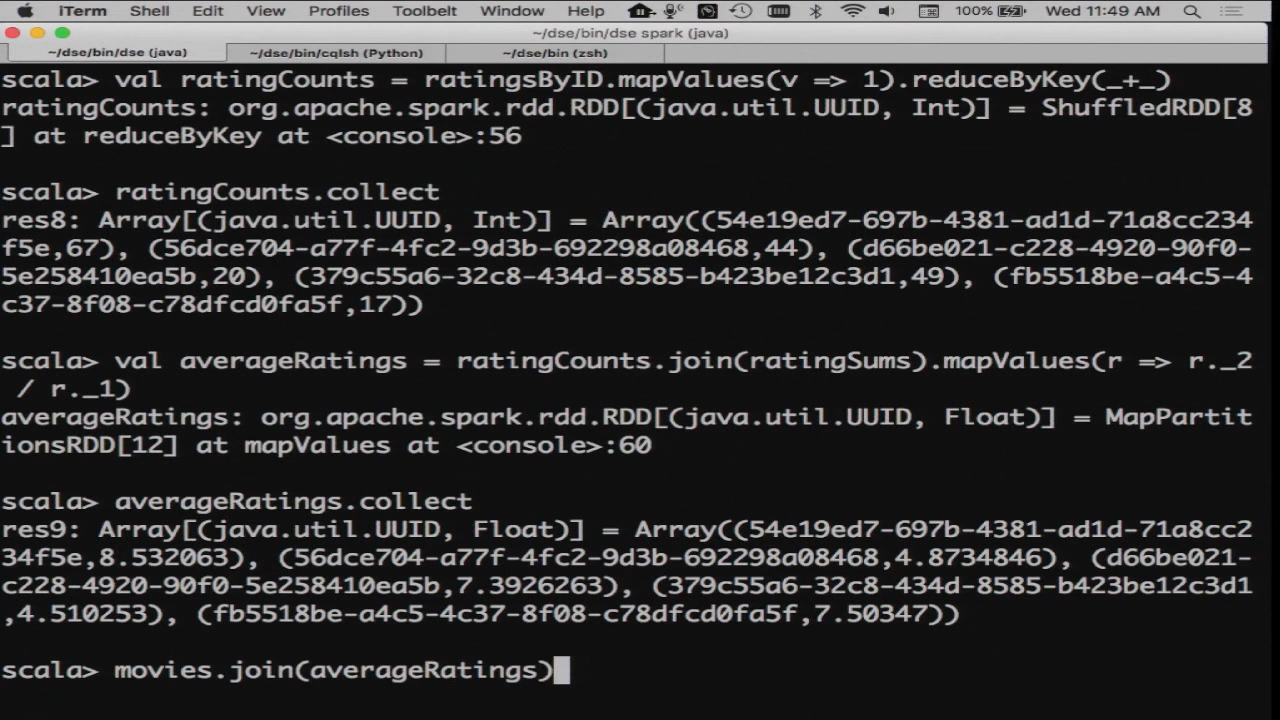 iTerm Shell Edit View Profiles Toolbelt Window Help 100% Wed 11:49 AM
~/dse/bin/dse spark (java)
~/dse/bin/dse (java) ~/dse/bin/cqlsh (Python) ~/dse/bin (zsh)
scala> val ratingCounts = ratingsByID.mapValues(v => 1).reduceByKey(_+_)
ratingCounts: org.apache.spark.rdd.RDD[(java.util.UUID, Int)] = ShuffledRDD[8
] at reduceByKey at <console>:56
scala> ratingCounts.collect
res8: Array[(java.util.UUID, Int)] = Array((54e19ed7-697b-4381-ad1d-71a8cc234
f5e,67), (56dce704-a77f-4fc2-9d3b-692298a08468,44), (d66be021-c228-4920-90f0-
5e258410ea5b,20), (379c55a6-32c8-434d-8585-b423be12c3d1,49), (fb5518be-a4c5-4
c37-8f08-c78dfcd0fa5f,17))
scala> val averageRatings = ratingCounts.join(ratingSums).mapValues(r => r._2
 / r._1)
averageRatings: org.apache.spark.rdd.RDD[(java.util.UUID, Float)] = MapPartit
ionsRDD[12] at mapValues at <console>:60
scala> averageRatings.collect
res9: Array[(java.util.UUID, Float)] = Array((54e19ed7-697b-4381-ad1d-71a8cc2
34f5e,8.532063), (56dce704-a77f-4fc2-9d3b-692298a08468,4.8734846), (d66be021-
c228-4920-90f0-5e258410ea5b,7.3926263), (379c55a6-32c8-434d-8585-b423be12c3d1
,4.510253), (fb5518be-a4c5-4c37-8f08-c78dfcd0fa5f,7.50347))
scala> movies.join(averageRatings)